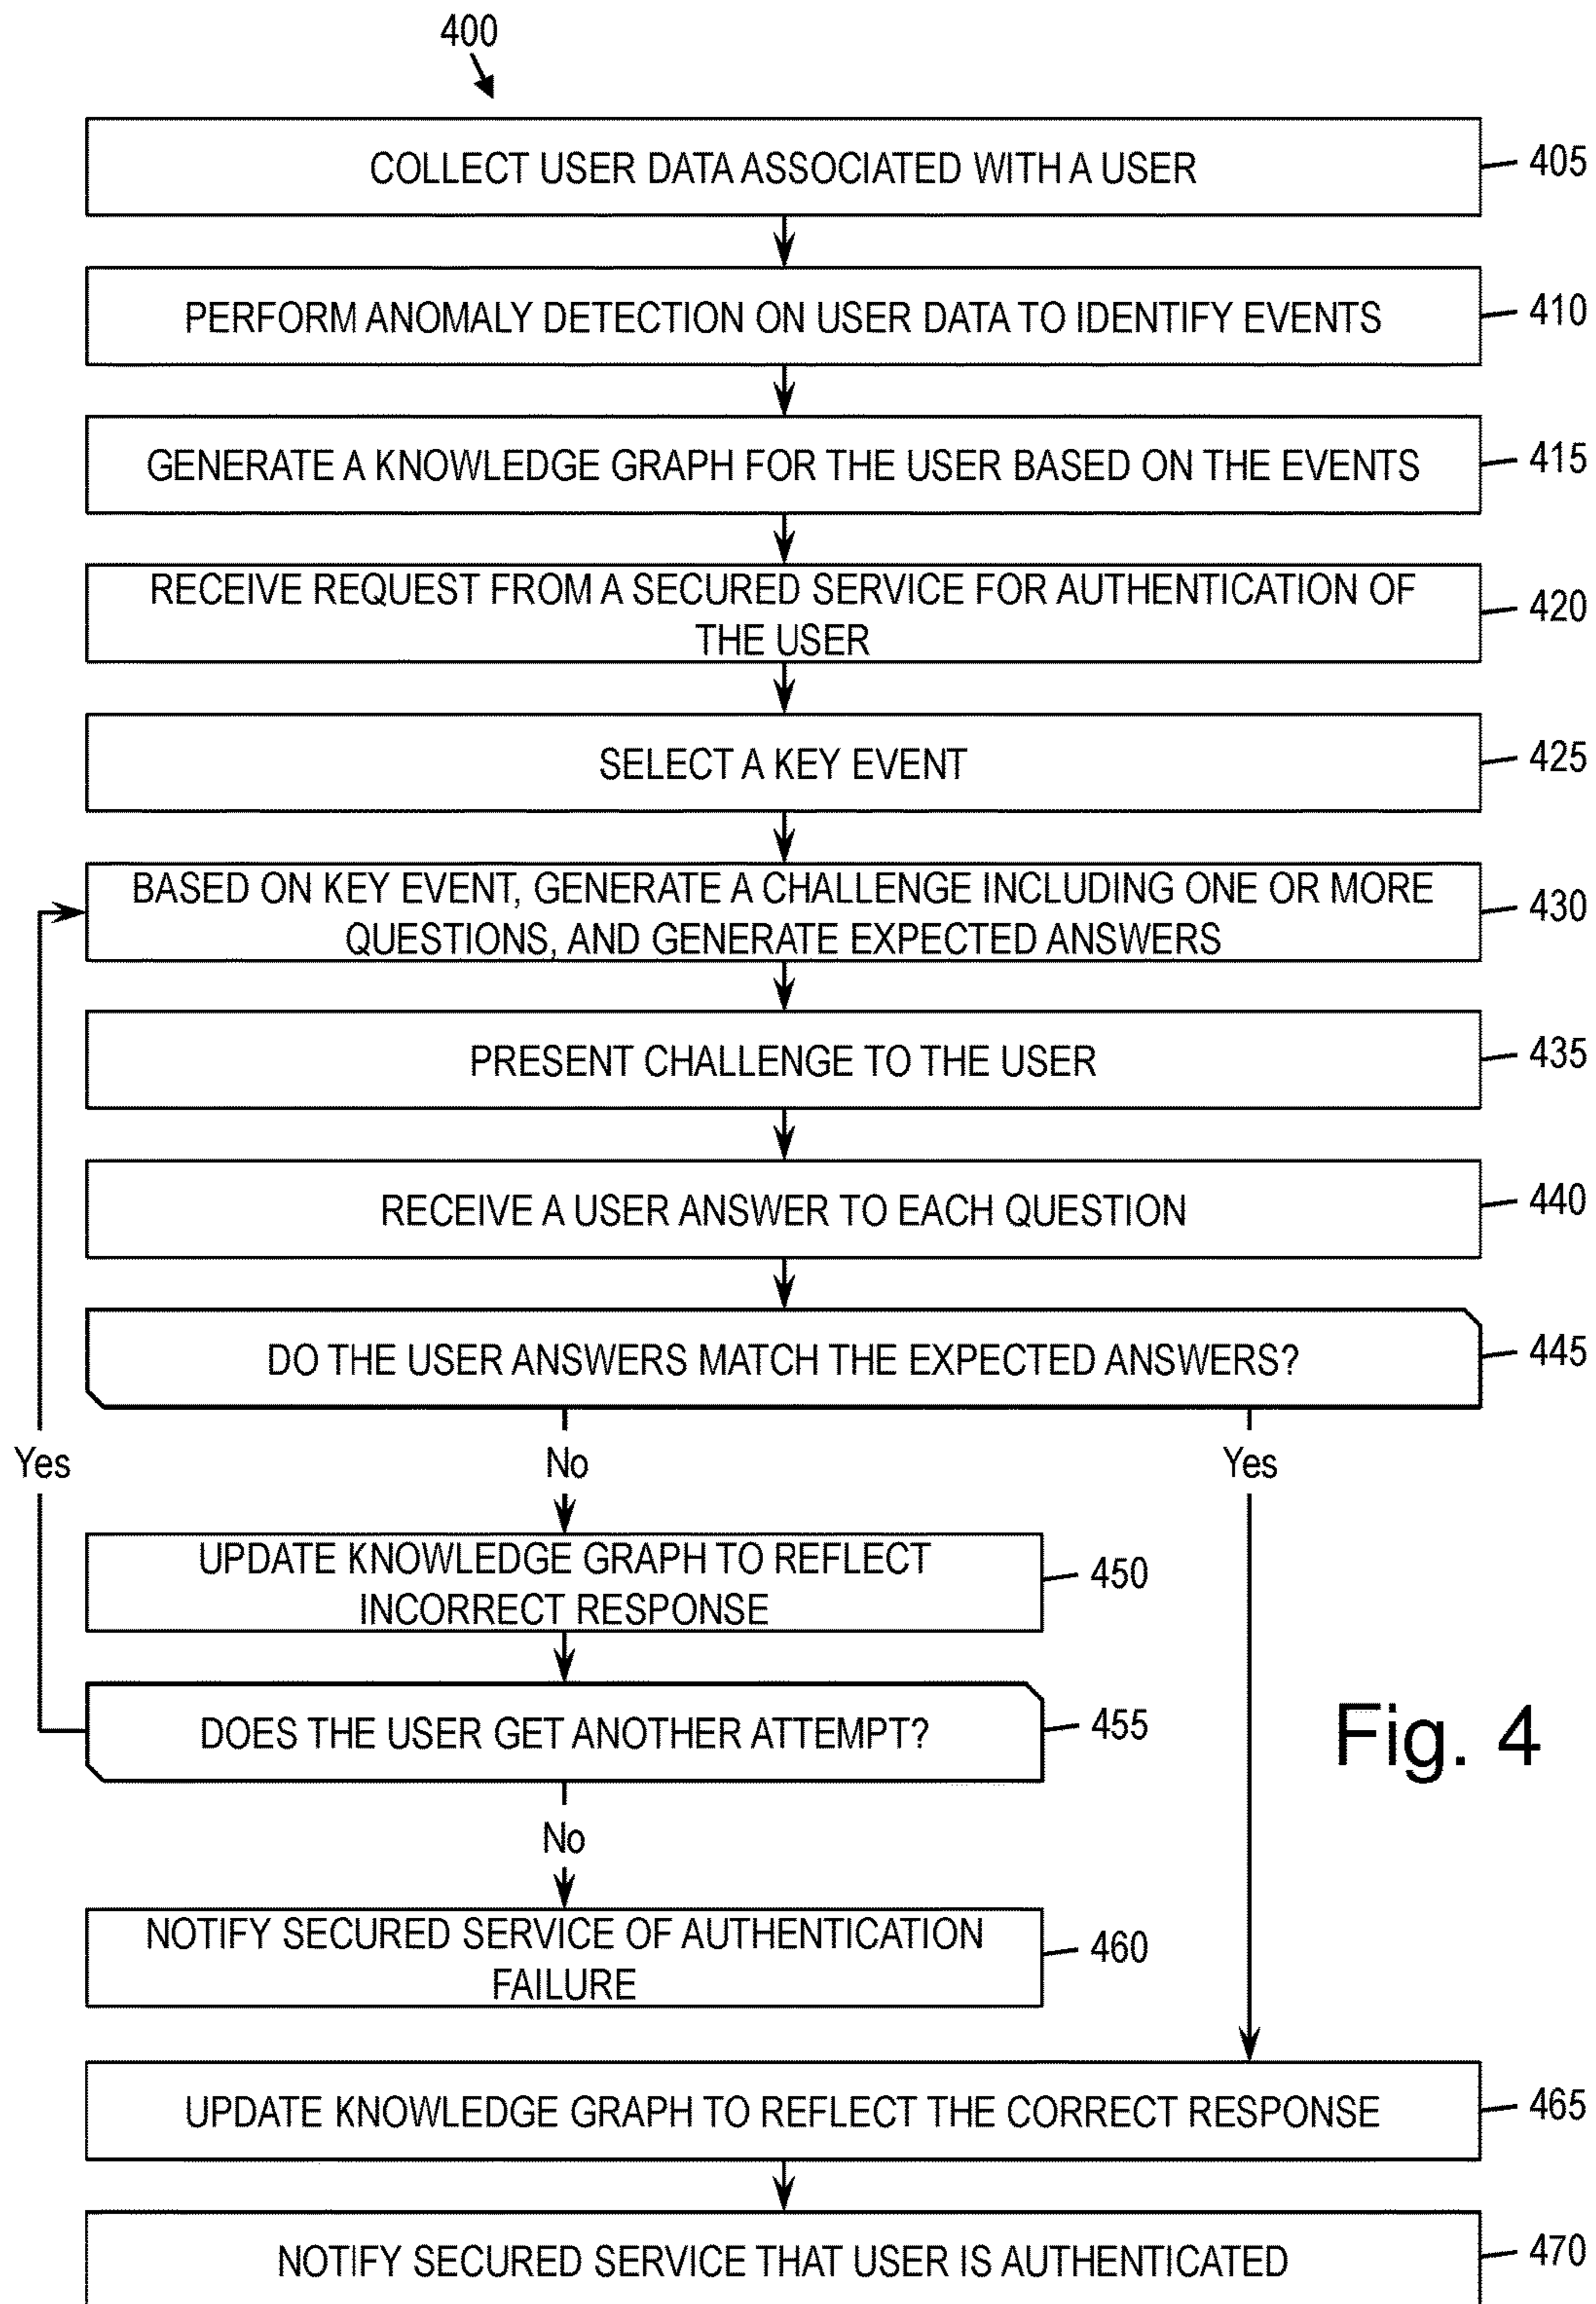 400
COLLECT USER DATA ASSOCIATED WITH A USER
405
PERFORM ANOMALY DETECTION ON USER DATA TO IDENTIFY EVENTS
410
GENERATE A KNOWLEDGE GRAPH FOR THE USER BASED ON THE EVENTS
415
RECEIVE REQUEST FROM A SECURED SERVICE FOR AUTHENTICATION OF
THE USER
420
SELECT A KEY EVENT
425
BASED ON KEY EVENT, GENERATE A CHALLENGE INCLUDING ONE OR MORE
QUESTIONS, AND GENERATE EXPECTED ANSWERS
430
PRESENT CHALLENGE TO THE USER
435
RECEIVE A USER ANSWER TO EACH QUESTION
440
DO THE USER ANSWERS MATCH THE EXPECTED ANSWERS?
445
Yes
No
Yes
UPDATE KNOWLEDGE GRAPH TO REFLECT
INCORRECT RESPONSE
450
DOES THE USER GET ANOTHER ATTEMPT?
455
Fig. 4
No
NOTIFY SECURED SERVICE OF AUTHENTICATION
FAILURE
460
UPDATE KNOWLEDGE GRAPH TO REFLECT THE CORRECT RESPONSE
465
NOTIFY SECURED SERVICE THAT USER IS AUTHENTICATED
470